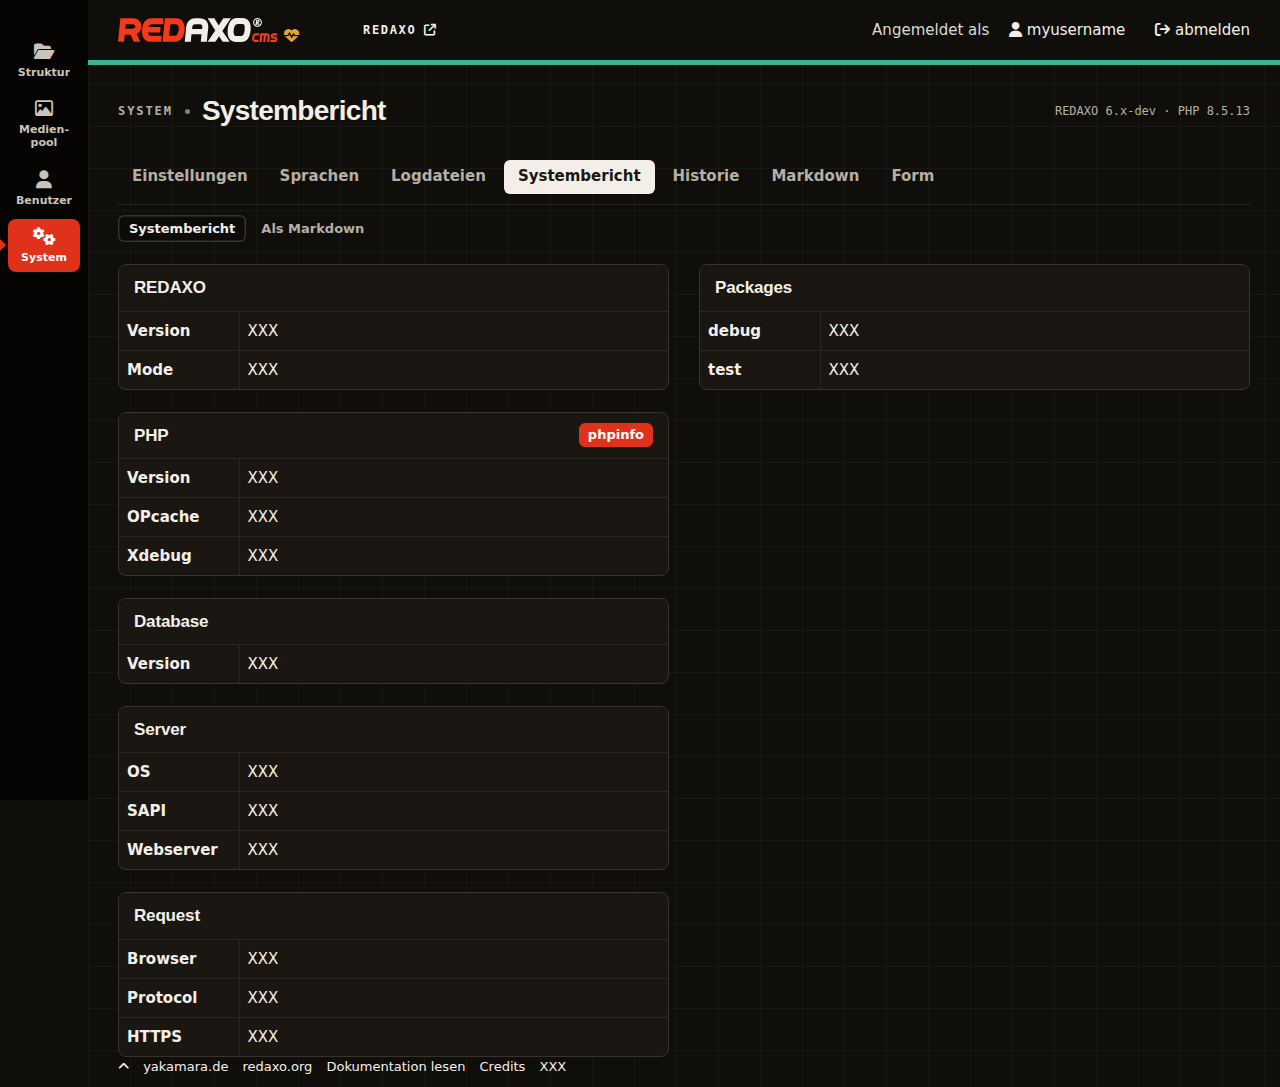 REDAXO® cms
REDAXO
Angemeldet als myusername abmelden
Struktur
Medien-
pool
Benutzer
System
SYSTEM • Systembericht
REDAXO 6.x-dev · PHP 8.5.13
Einstellungen Sprachen Logdateien Systembericht Historie Markdown Form
Systembericht Als Markdown
REDAXO
Version XXX
Mode XXX
Packages
debug XXX
test XXX
PHP phpinfo
Version XXX
OPcache XXX
Xdebug XXX
Database
Version XXX
Server
OS XXX
SAPI XXX
Webserver XXX
Request
Browser XXX
Protocol XXX
HTTPS XXX
yakamara.de redaxo.org Dokumentation lesen Credits XXX